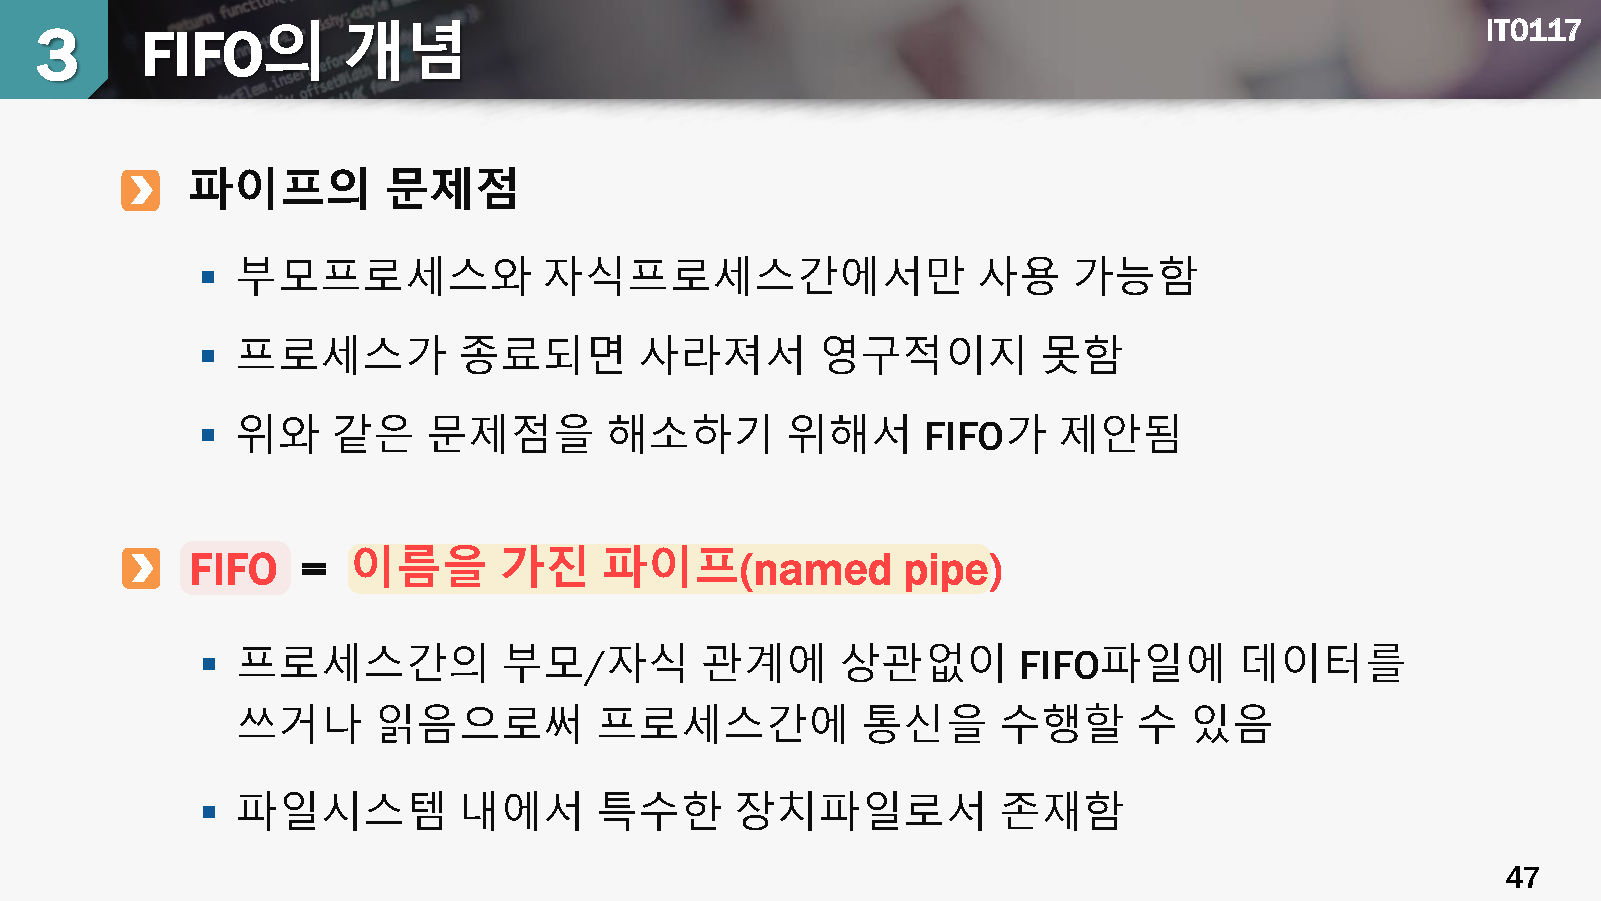 3
FIFO의 개념
IT0117
파이프의 문제점
부모프로세스와 자식프로세스간에서만 사용 가능함
프로세스가 종료되면 사라져서 영구적이지 못함
위와 같은 문제점을 해소하기 위해서 FIFO가 제안됨
FIFO = 이름을 가진 파이프(named pipe)
프로세스간의 부모/자식 관계에 상관없이 FIFO파일에 데이터를
쓰거나 읽음으로써 프로세스간에 통신을 수행할 수 있음
파일시스템 내에서 특수한 장치파일로서 존재함
47